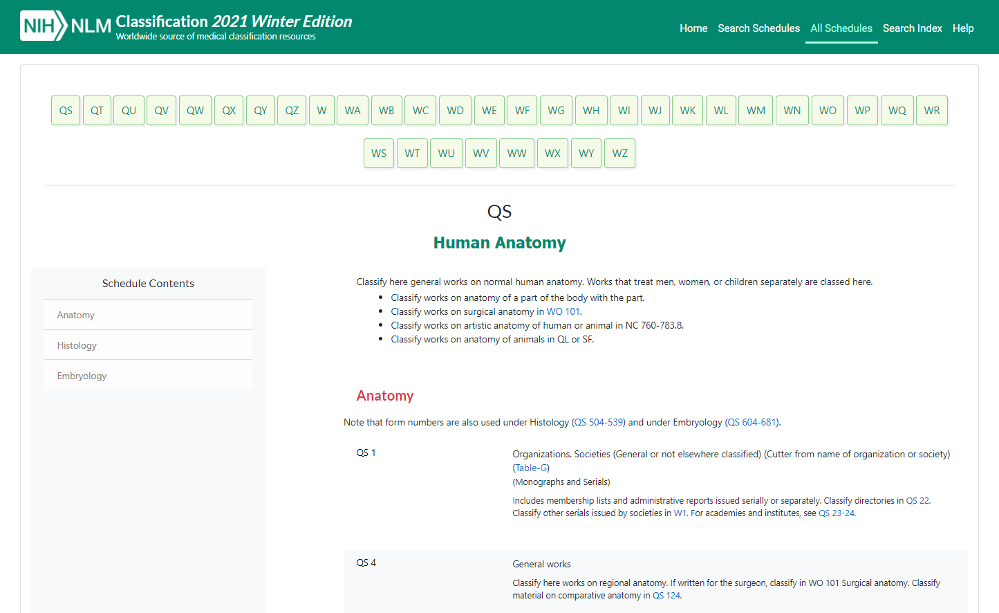 NIH NLM Classification 2021 Winter Edition
Worldwide source of medical classification resources
Home Search Schedules All Schedules Search Index Help
QS QT QU QV QW QX QY QZ W WA WB WC WD WE WF WG WH WI WJ WK WL WM WN WO WP WQ WR
WS WT WU WV WW WX WY WZ
QS
Human Anatomy
Schedule Contents
Anatomy
Histology
Embryology
Classify here general works on normal human anatomy. Works that treat men, women, or children separately are classed here.
• Classify works on anatomy of a part of the body with the part.
• Classify works on surgical anatomy in WO 101.
• Classify works on artistic anatomy of human or animal in NC 760-783.8.
• Classify works on anatomy of animals in QL or SF.
Anatomy
Note that form numbers are also used under Histology (QS 504-539) and under Embryology (QS 604-681).
QS 1
Organizations. Societies (General or not elsewhere classified) (Cutter from name of organization or society)
(Table-G)
(Monographs and Serials)
Includes membership lists and administrative reports issued serially or separately. Classify directories in QS 22.
Classify other serials issued by societies in W1. For academies and institutes, see QS 23-24.
QS 4
General works
Classify here works on regional anatomy. If written for the surgeon, classify in WO 101 Surgical anatomy. Classify
material on comparative anatomy in QS 124.